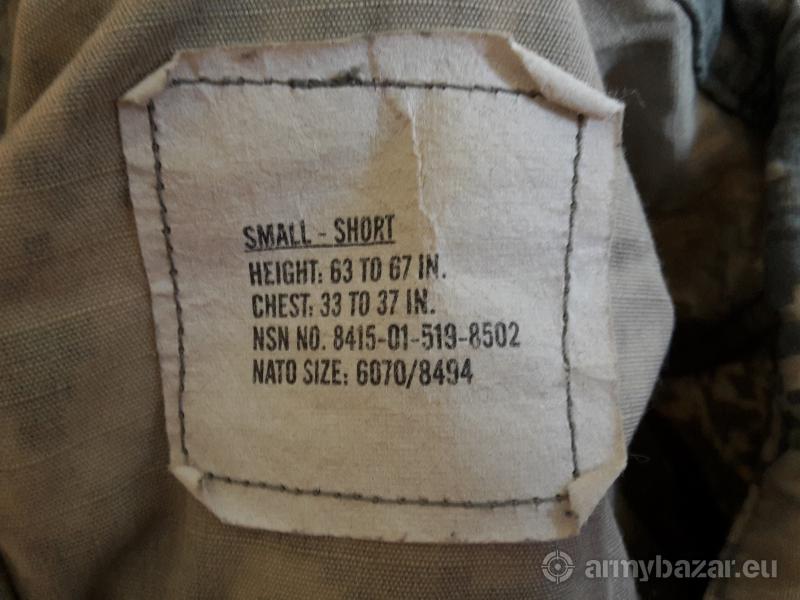 SMALL - SHORT
HEIGHT: 63 TO 67 IN.
CHEST: 33 TO 37 IN.
NSN NO. 8415-01-519-8502
NATO SIZE: 6070/8494
armybazar.eu